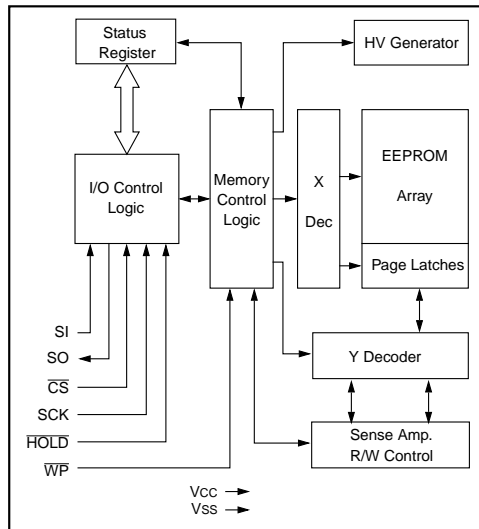 Status
Register
HV Generator
I/O Control
Logic
Memory
Control
Logic
X
Dec
EEPROM
Array
Page Latches
SI
SO
CS
SCK
HOLD
WP
Y Decoder
Sense Amp.
R/W Control
VCC
VSS